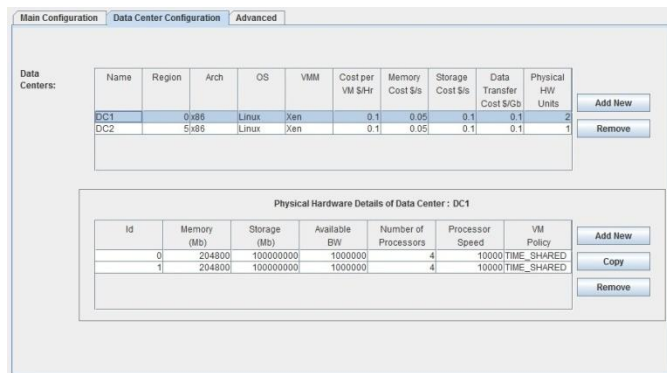 Main Configuration Data Center Configuration Advanced
Data Centers:
Name Region Arch OS VMM Cost per VM $/Hr Memory Cost $/s Storage Cost $/s Data Transfer Cost $/Gb Physical HW Units
DC1 0 x86 Linux Xen 0.1 0.05 0.1 0.1 2
DC2 5 x86 Linux Xen 0.1 0.05 0.1 0.1 1
Add New
Remove
Physical Hardware Details of Data Center : DC1
Id Memory (Mb) Storage (Mb) Available BW Number of Processors Processor Speed VM Policy
0 204800 100000000 1000000 4 10000 TIME_SHARED
1 204800 100000000 1000000 4 10000 TIME_SHARED
Add New
Copy
Remove